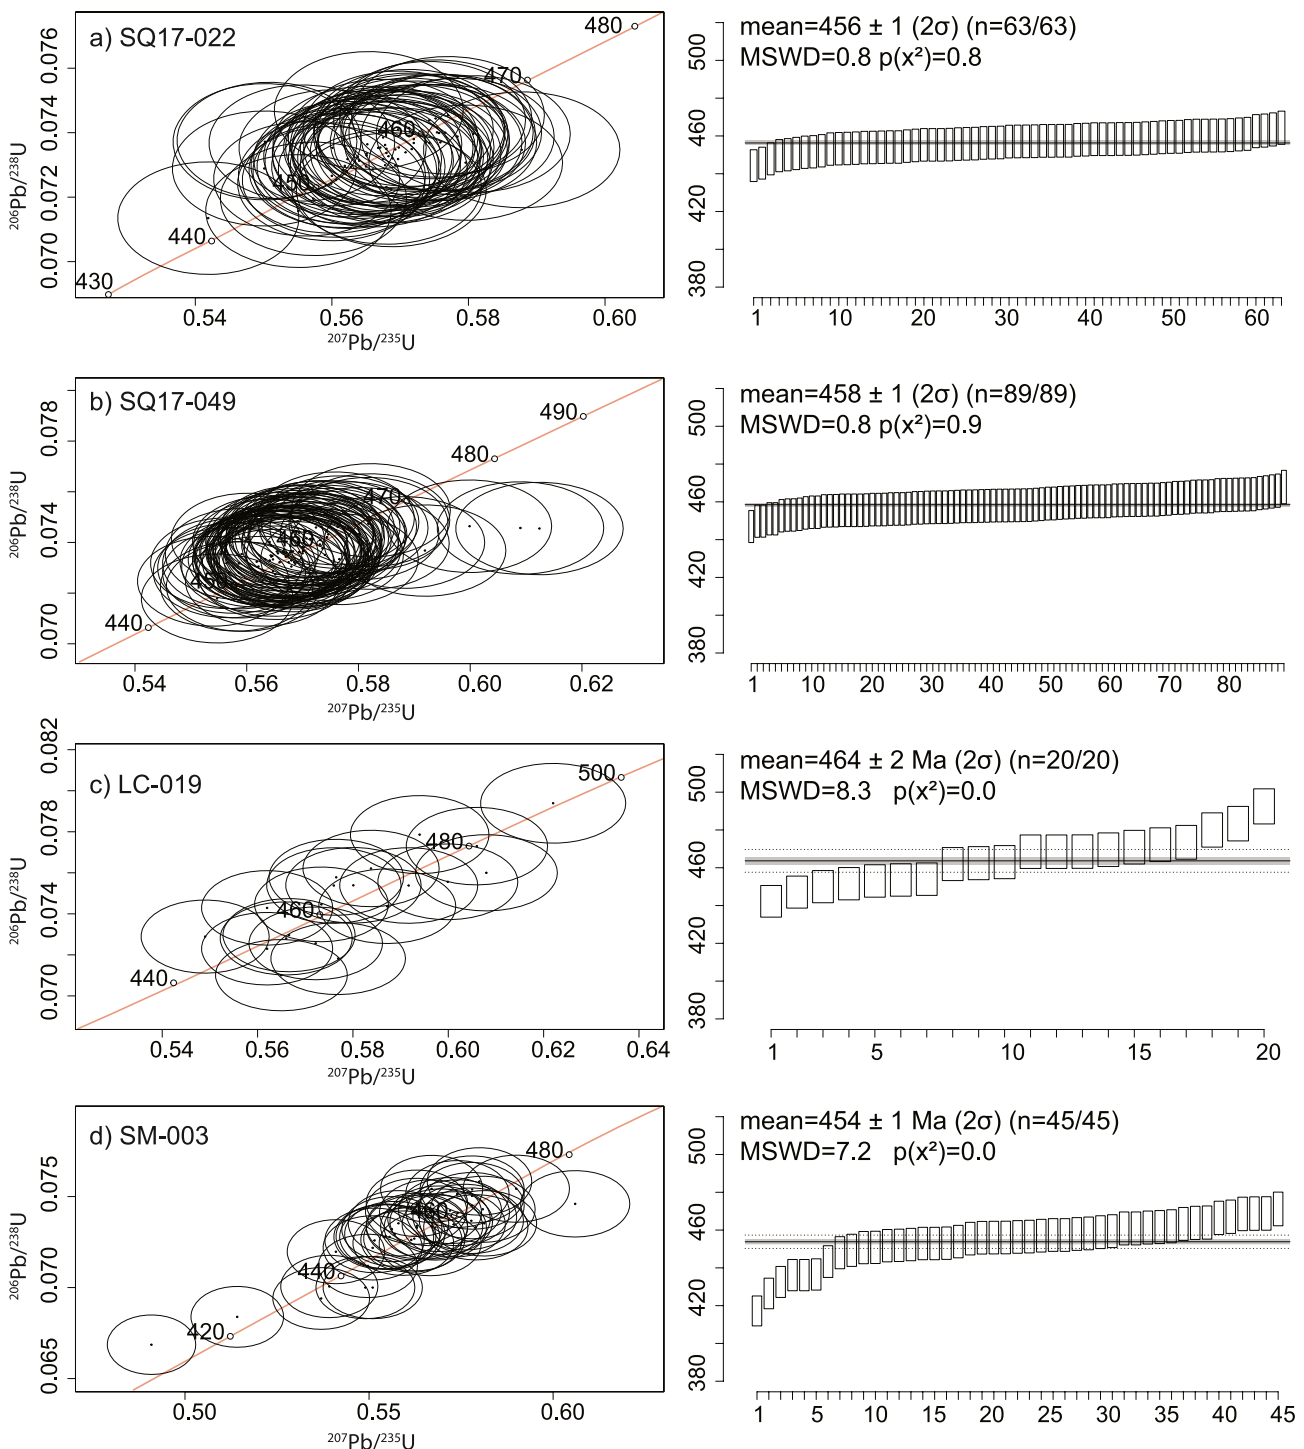 a) SQ17-022
480
470
460
450
440
430
0.070 0.072 0.074 0.076
²⁰⁶Pb/²³⁸U
0.54 0.56 0.58 0.60
²⁰⁷Pb/²³⁵U
mean=456 ± 1 (2σ) (n=63/63)
MSWD=0.8 p(x²)=0.8
380 420 460 500
1 10 20 30 40 50 60
b) SQ17-049
490
480
470
460
450
440
0.070 0.074 0.078
²⁰⁶Pb/²³⁸U
0.54 0.56 0.58 0.60 0.62
²⁰⁷Pb/²³⁵U
mean=458 ± 1 (2σ) (n=89/89)
MSWD=0.8 p(x²)=0.9
380 420 460 500
1 10 20 30 40 50 60 70 80
c) LC-019
500
480
460
440
0.070 0.074 0.078 0.082
²⁰⁶Pb/²³⁸U
0.54 0.56 0.58 0.60 0.62 0.64
²⁰⁷Pb/²³⁵U
mean=464 ± 2 Ma (2σ) (n=20/20)
MSWD=8.3 p(x²)=0.0
380 420 460 500
1 5 10 15 20
d) SM-003
480
460
440
420
0.065 0.070 0.075
²⁰⁶Pb/²³⁸U
0.50 0.55 0.60
²⁰⁷Pb/²³⁵U
mean=454 ± 1 Ma (2σ) (n=45/45)
MSWD=7.2 p(x²)=0.0
380 420 460 500
1 5 10 15 20 25 30 35 40 45